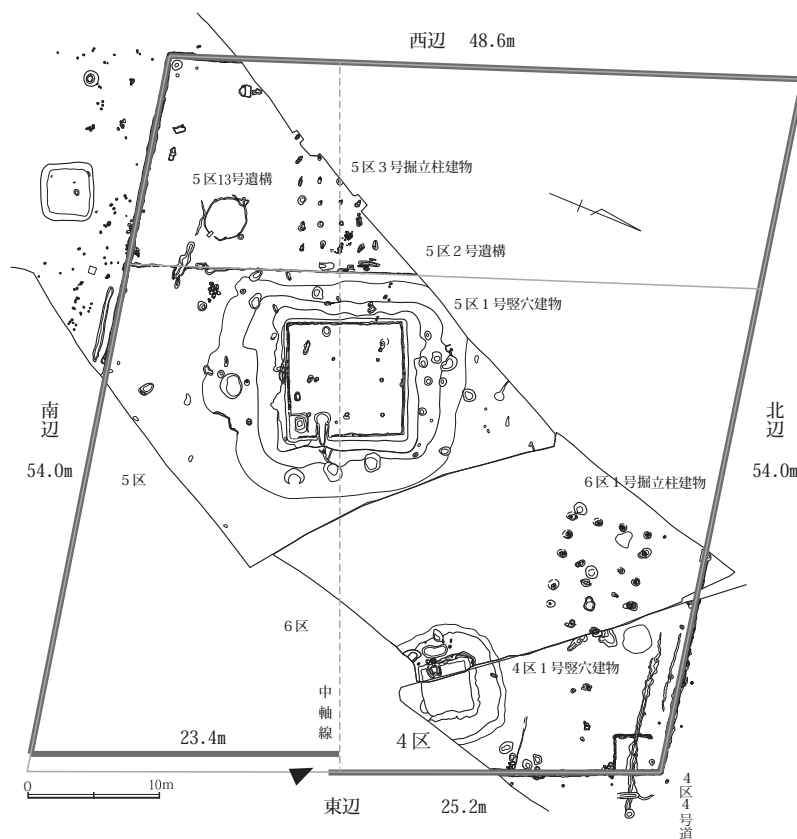 西辺　48.6m
5区3号掘立柱建物
5区13号遺構
5区2号遺構
5区1号竪穴建物
南辺
54.0m
北辺
54.0m
5区
6区1号掘立柱建物
6区
4区1号竪穴建物
中軸線
23.4m
4区
4区4号道
0
10m
東辺　25.2m